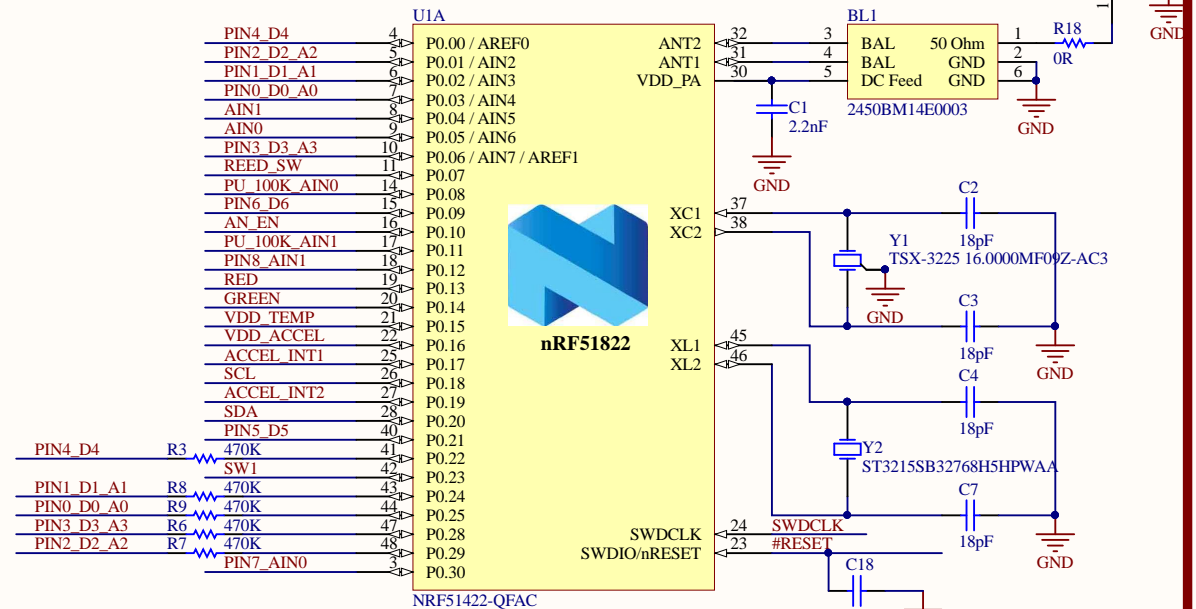 U1A
PIN4_D4 4 P0.00 / AREF0
PIN2_D2_A2 5 P0.01 / AIN2
PIN1_D1_A1 6 P0.02 / AIN3
PIN0_D0_A0 7 P0.03 / AIN4
AIN1 8 P0.04 / AIN5
AIN0 9 P0.05 / AIN6
PIN3_D3_A3 10 P0.06 / AIN7 / AREF1
REED_SW 11 P0.07
PU_100K_AIN0 14 P0.08
PIN6_D6 15 P0.09
AN_EN 16 P0.10
PU_100K_AIN1 17 P0.11
PIN8_AIN1 18 P0.12
RED 19 P0.13
GREEN 20 P0.14
VDD_TEMP 21 P0.15
VDD_ACCEL 22 P0.16
ACCEL_INT1 25 P0.17
SCL 26 P0.18
ACCEL_INT2 27 P0.19
SDA 28 P0.20
PIN5_D5 40 P0.21
PIN4_D4 R3 470K 41 P0.22
SW1 42 P0.23
PIN1_D1_A1 R8 470K 43 P0.24
PIN0_D0_A0 R9 470K 44 P0.25
PIN3_D3_A3 R6 470K 47 P0.28
PIN2_D2_A2 R7 470K 48 P0.29
PIN7_AIN0 3 P0.30
NRF51422-QFAC
nRF51822
ANT2 32
ANT1 31
VDD_PA 30
XC1 37
XC2 38
XL1 45
XL2 46
SWDCLK 24 SWDCLK
SWDIO/nRESET 23 #RESET
BL1
3 BAL 50 Ohm 1
4 BAL GND 2
5 DC Feed GND 6
2450BM14E0003
R18
0R
1
GND
GND
C1
2.2nF
GND
C2
18pF
Y1
TSX-3225 16.0000MF09Z-AC3
GND
C3
18pF
GND
C4
18pF
Y2
ST3215SB32768H5HPWAA
C7
18pF
GND
C18